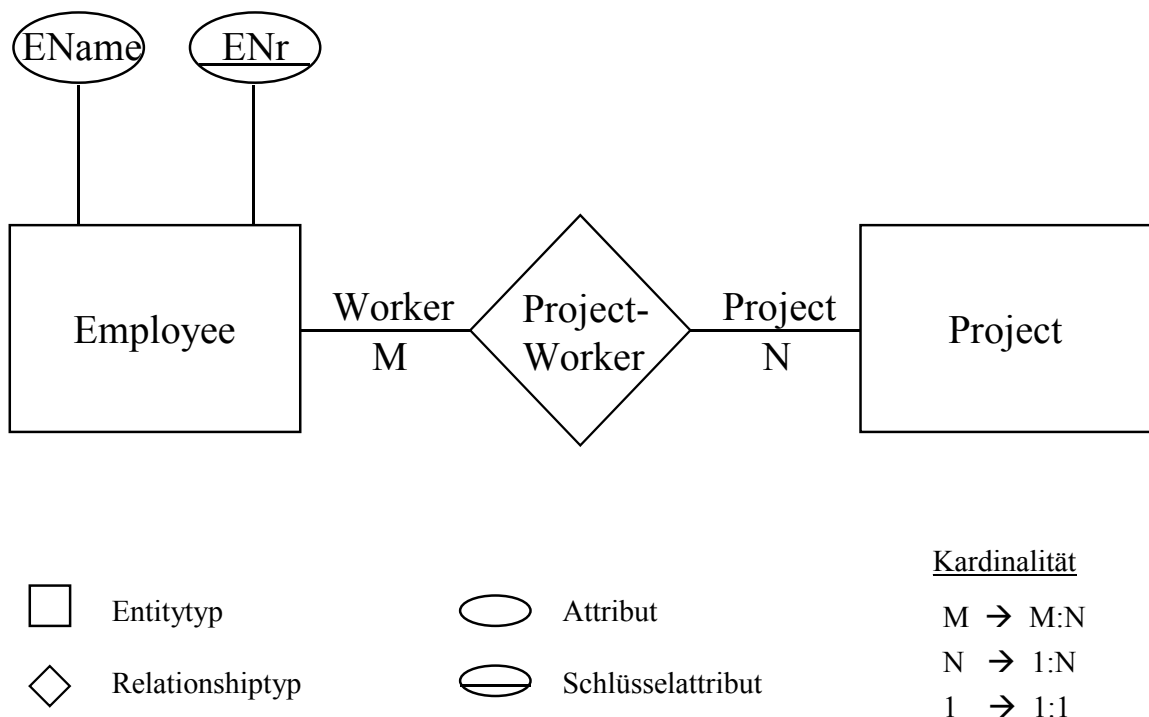 EName
ENr
Employee
Worker
M
Project-
Worker
Project
N
Project
Entitytyp
Relationshiptyp
Attribut
Schlüsselattribut
Kardinalität
M → M:N
N → 1:N
1 → 1:1